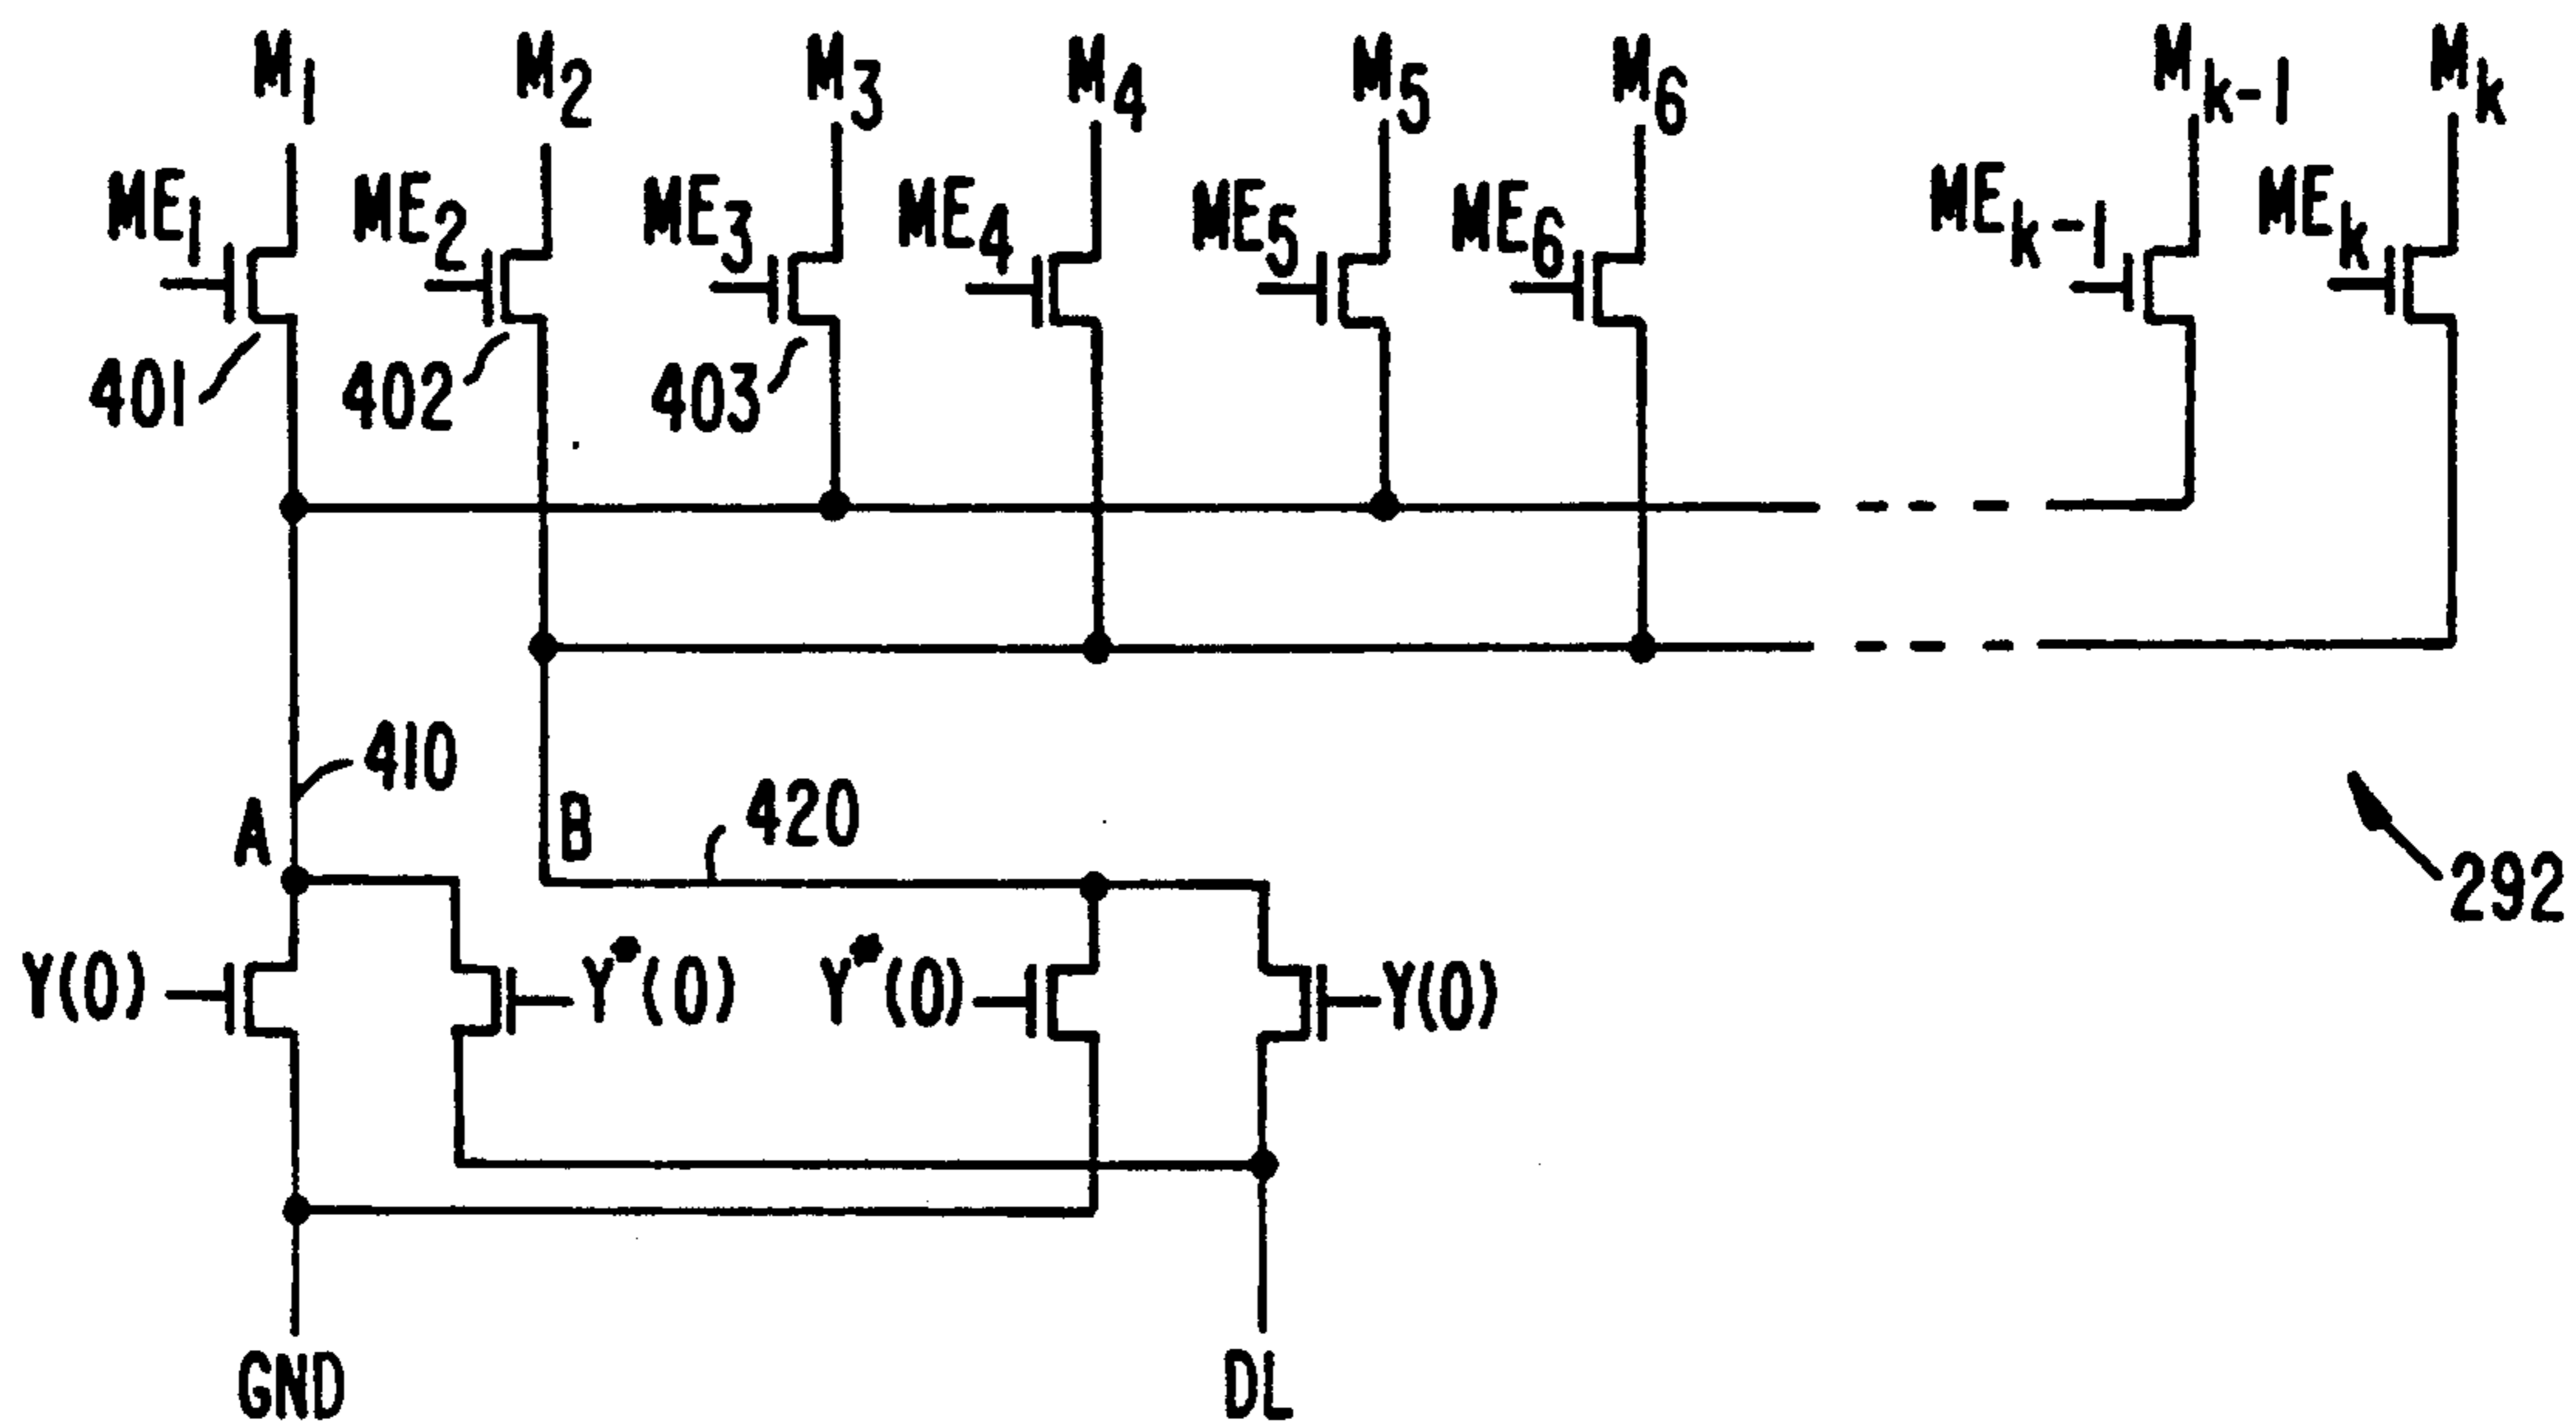 M1 M2 M3 M4 M5 M6 Mk-1 Mk
ME1 ME2 ME3 ME4 ME5 ME6 MEk-1 MEk
401 402 403
410
A B 420
292
Y(0) Y*(0) Y*(0) Y(0)
GND DL